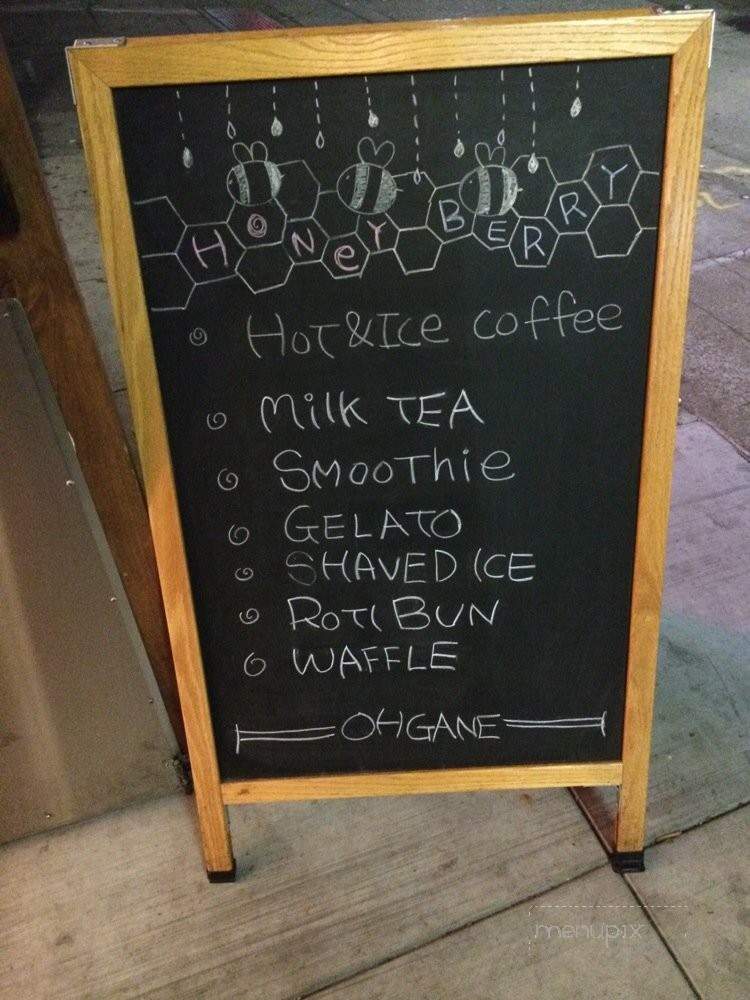 HONeY BERRY
HOT&ICe coffee
MilK TEA
SMOOThiE
GELATO
SHAVED ICE
ROTI BUN
WAFFLE
OHGANE
menupix